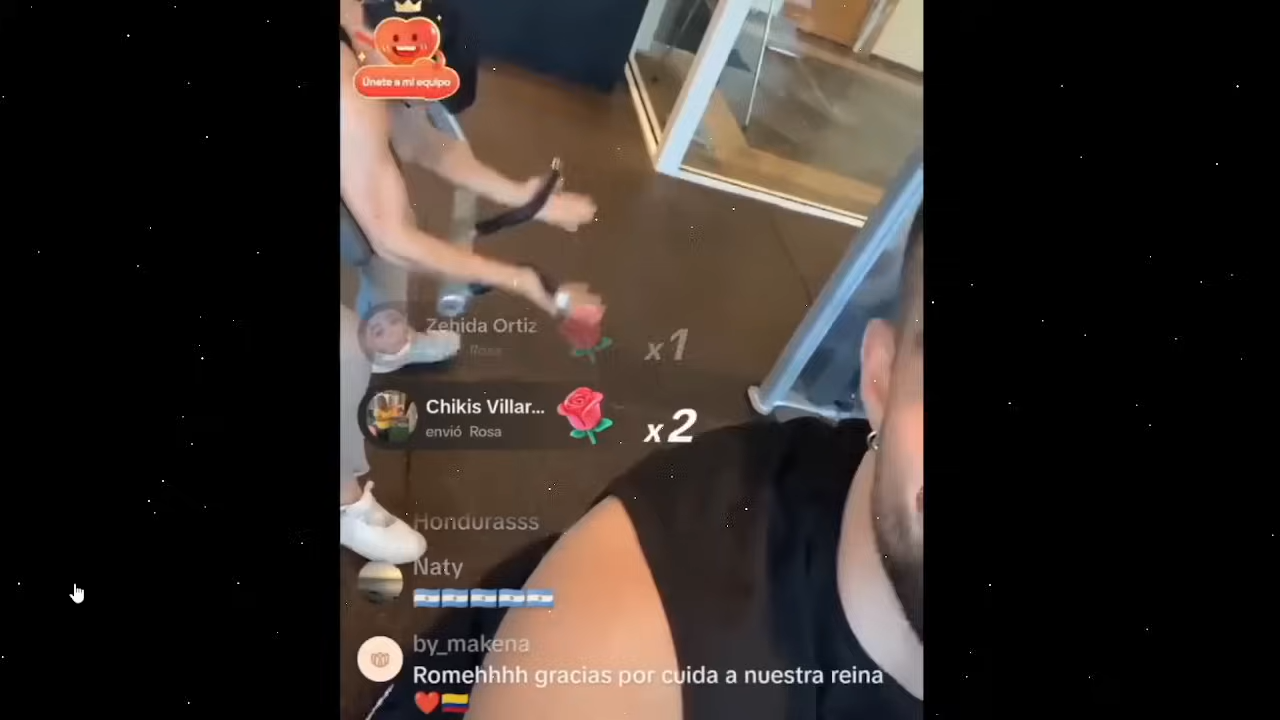 Únete a mi equipo
Zehida Ortiz
Rosa
x1
Chikis Villar...
envió Rosa
x2
Hondurasss
Naty
🇦🇷🇦🇷🇦🇷🇦🇷🇦🇷
by_makena
Romehhhh gracias por cuida a nuestra reina
❤️🇨🇴